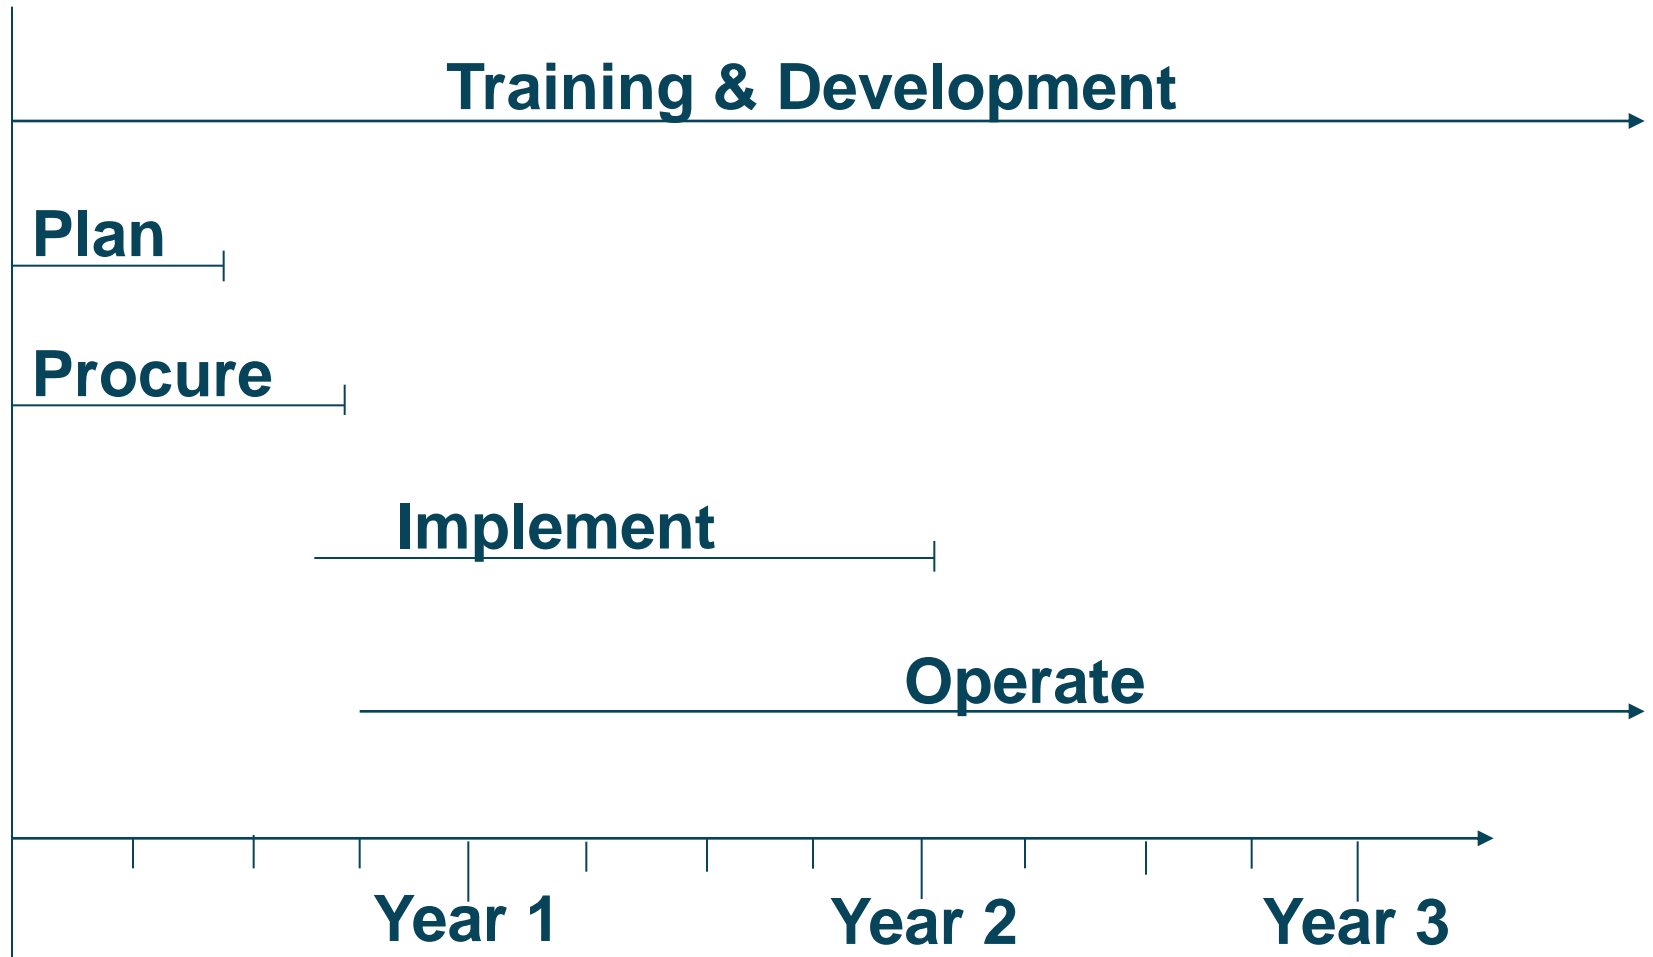 Training & Development
Plan
Procure
Implement
Operate
Year 1
Year 2
Year 3